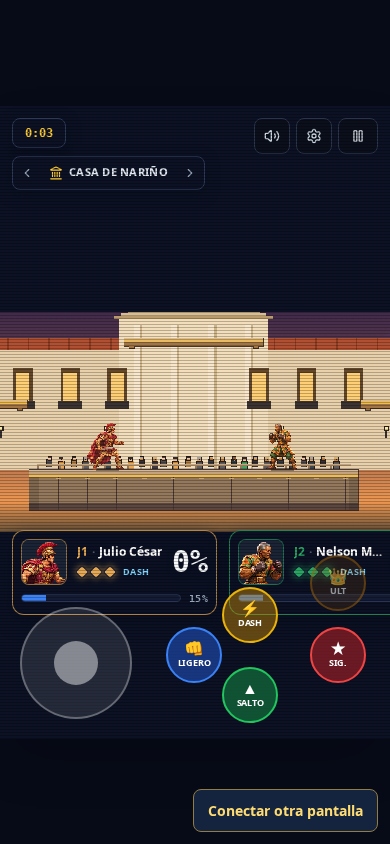 0:03
CASA DE NARIÑO
J1 · Julio César
DASH
0%
15%
J2 · Nelson M...
DASH
ULT
DASH
LIGERO
SIG.
SALTO
Conectar otra pantalla